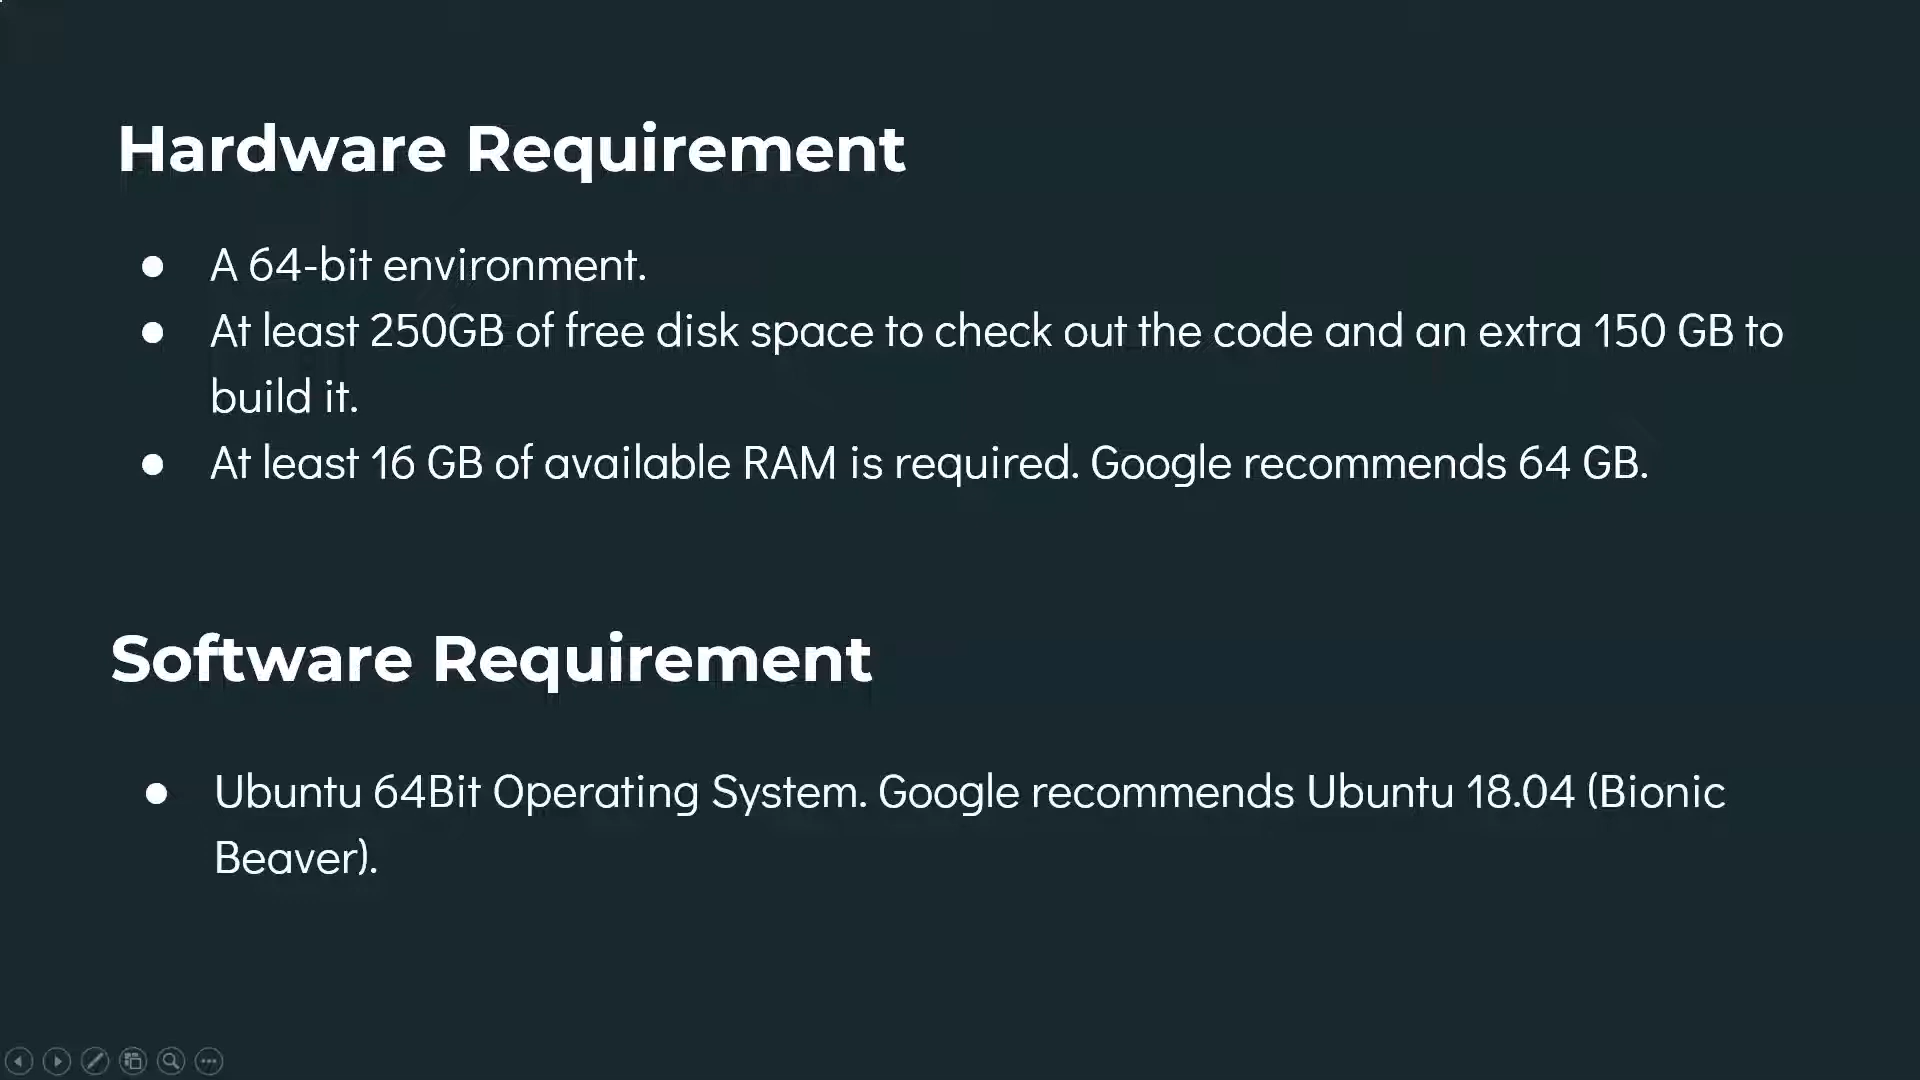 Hardware Requirement
● A 64-bit environment.
● At least 250GB of free disk space to check out the code and an extra 150 GB to
build it.
● At least 16 GB of available RAM is required. Google recommends 64 GB.
Software Requirement
● Ubuntu 64Bit Operating System. Google recommends Ubuntu 18.04 (Bionic
Beaver).